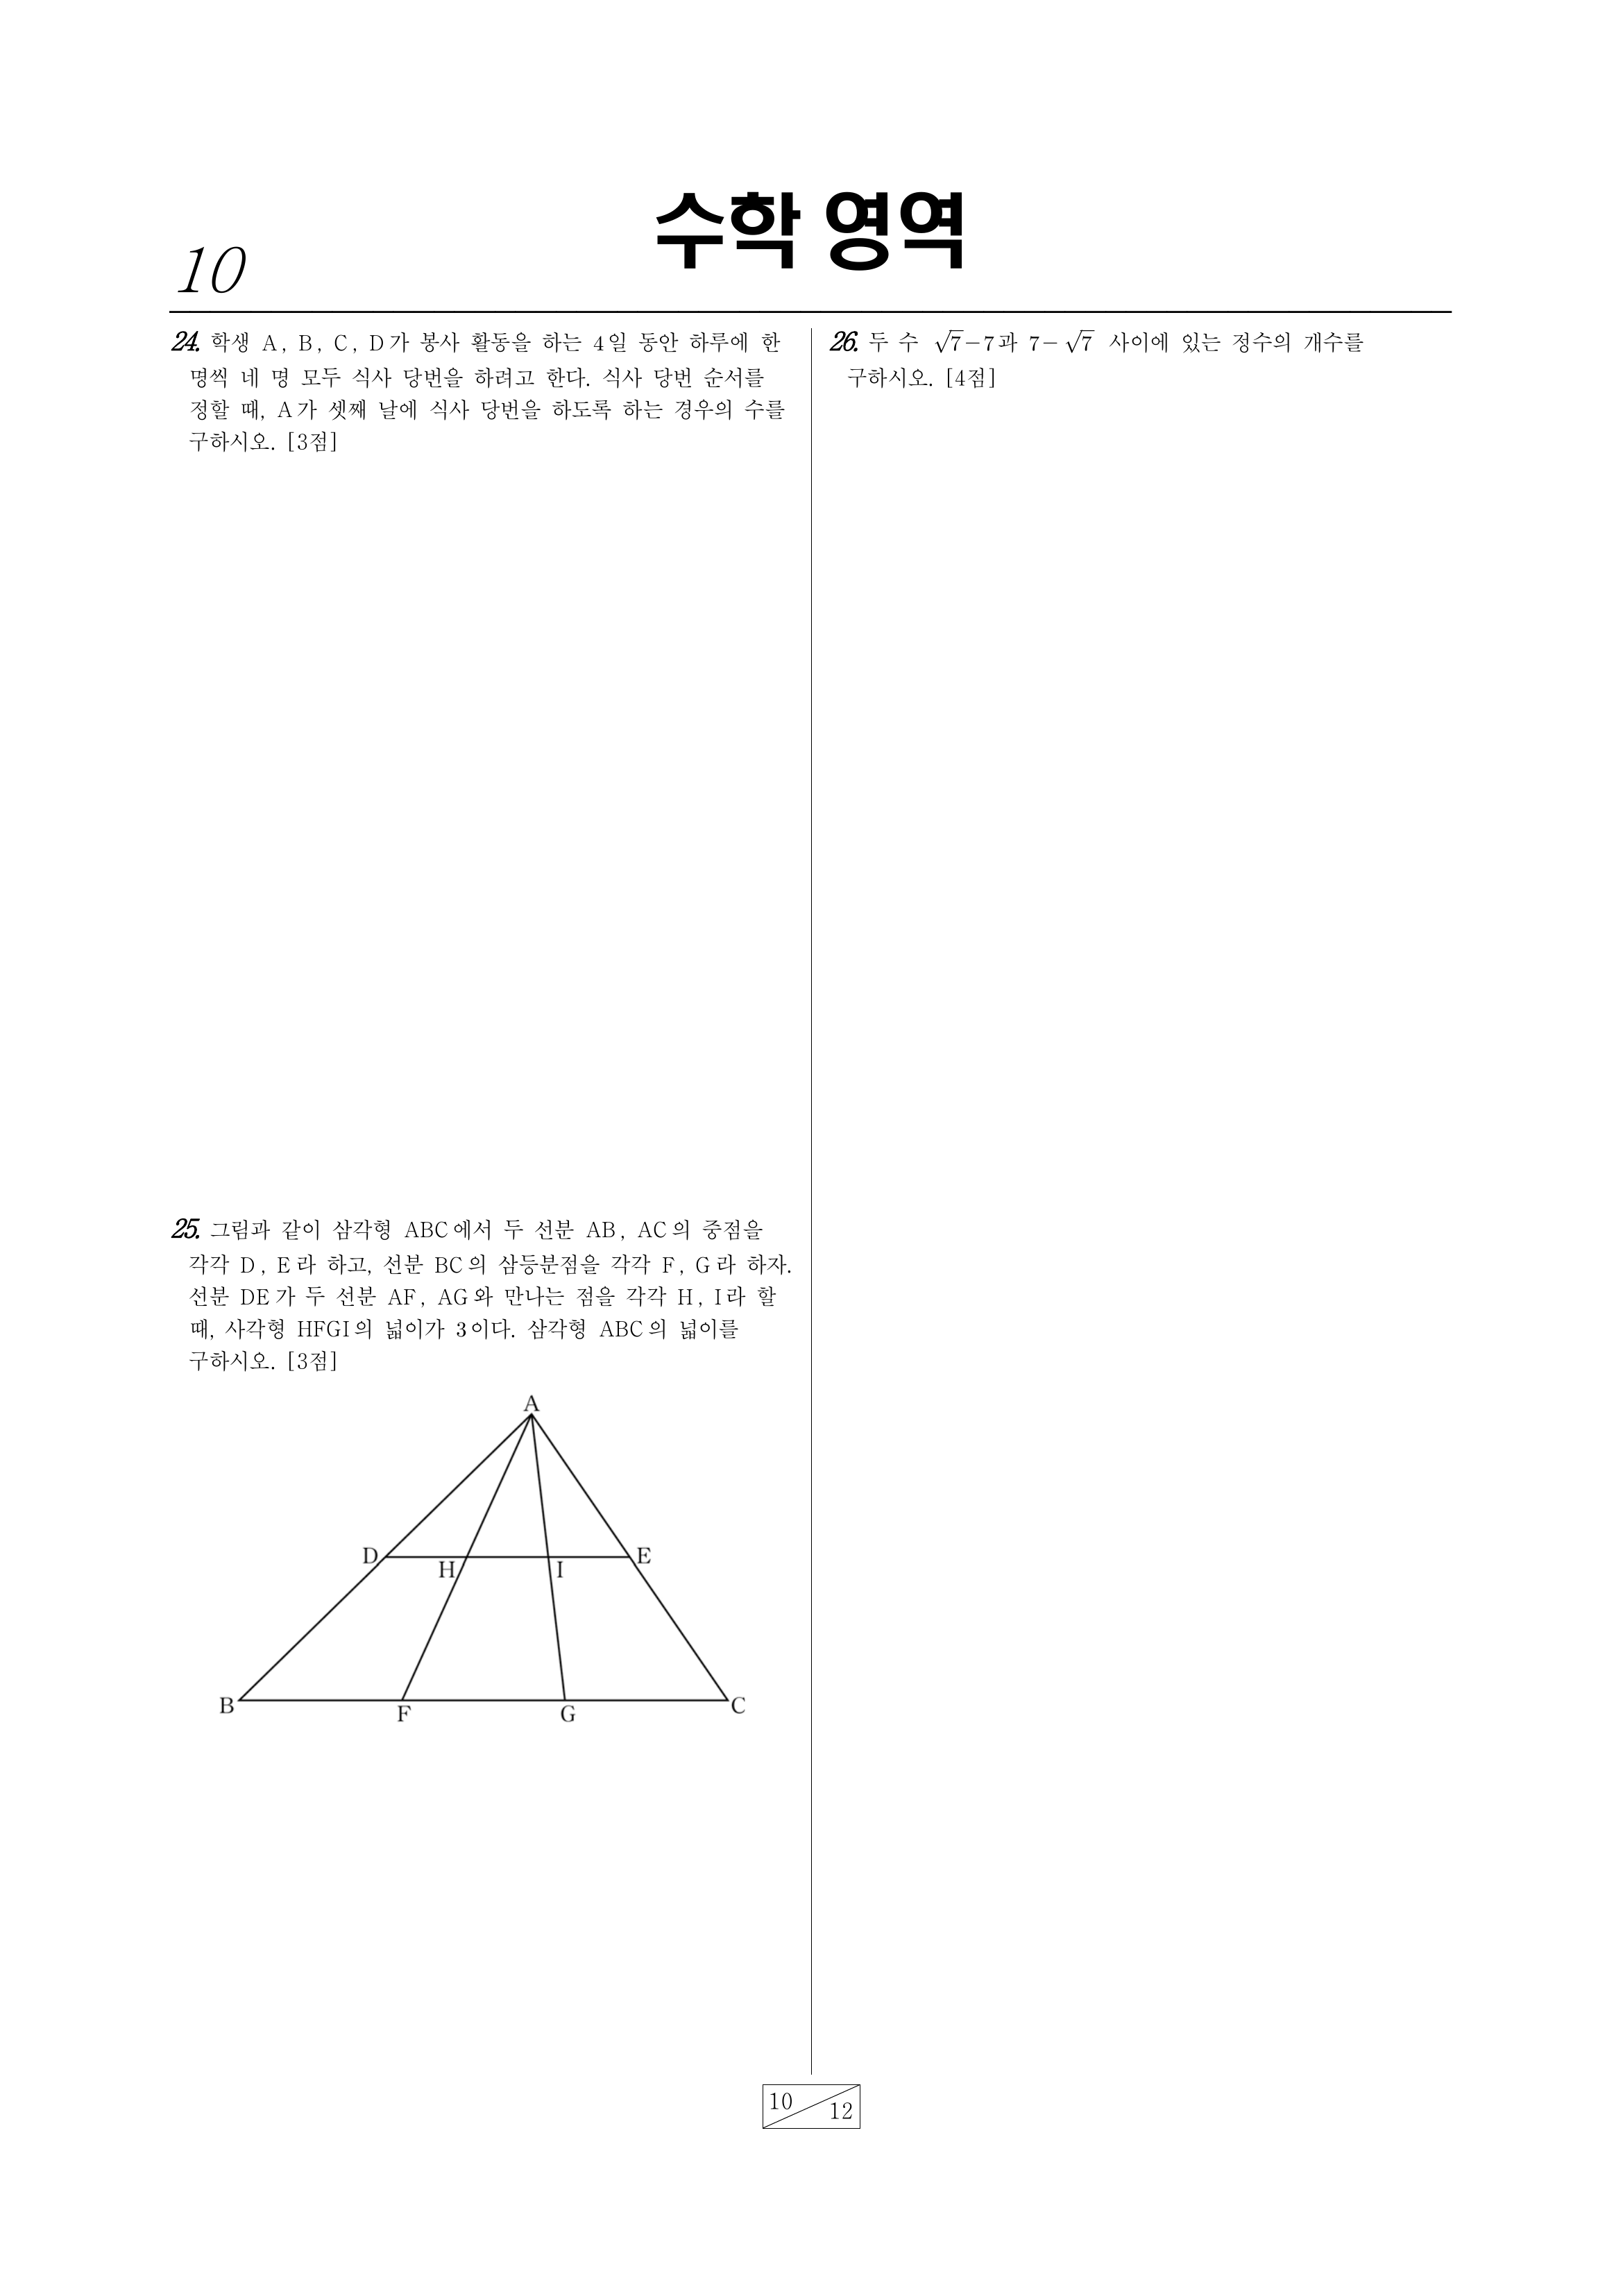 수학 영역
10
24. 학생 A, B, C, D가 봉사 활동을 하는 4일 동안 하루에 한
명씩 네 명 모두 식사 당번을 하려고 한다. 식사 당번 순서를
정할 때, A가 셋째 날에 식사 당번을 하도록 하는 경우의 수를
구하시오. [3점]
25. 그림과 같이 삼각형 ABC에서 두 선분 AB, AC의 중점을
각각 D, E라 하고, 선분 BC의 삼등분점을 각각 F, G라 하자.
선분 DE가 두 선분 AF, AG와 만나는 점을 각각 H, I라 할
때, 사각형 HFGI의 넓이가 3이다. 삼각형 ABC의 넓이를
구하시오. [3점]
A
D
H
I
E
B
F
G
C
26. 두 수 √7-7과 7-√7 사이에 있는 정수의 개수를
구하시오. [4점]
10
12